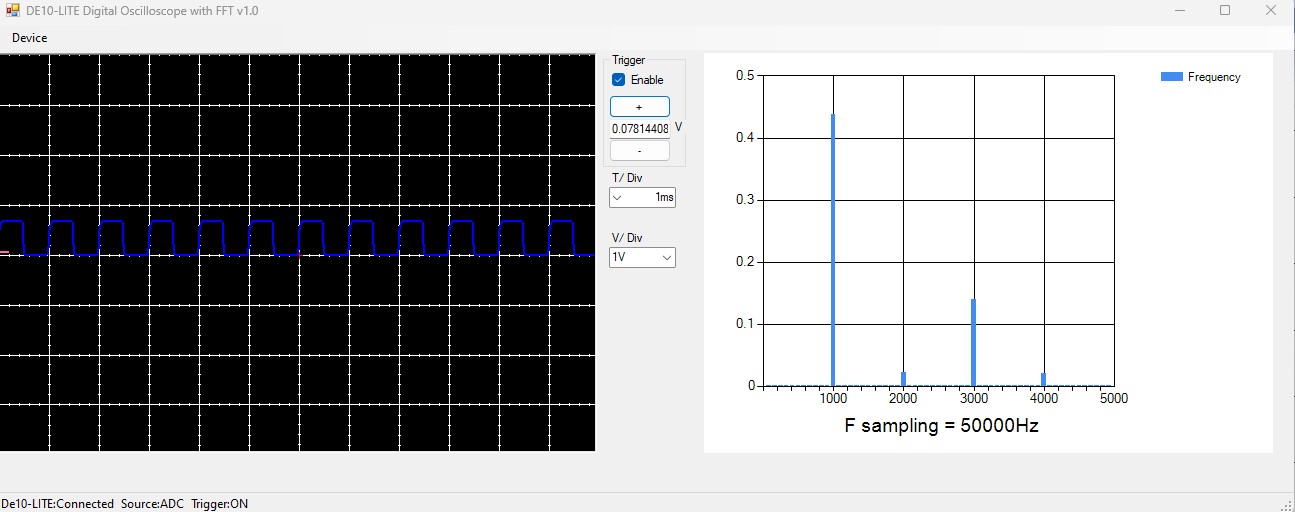 DE10-LITE Digital Oscilloscope with FFT v1.0
Device
Trigger
Enable
+
0.07814408 V
-
T/ Div
1ms
V/ Div
1V
Frequency
0.5
0.4
0.3
0.2
0.1
0
1000 2000 3000 4000 5000
F sampling = 50000Hz
De10-LITE:Connected Source:ADC Trigger:ON